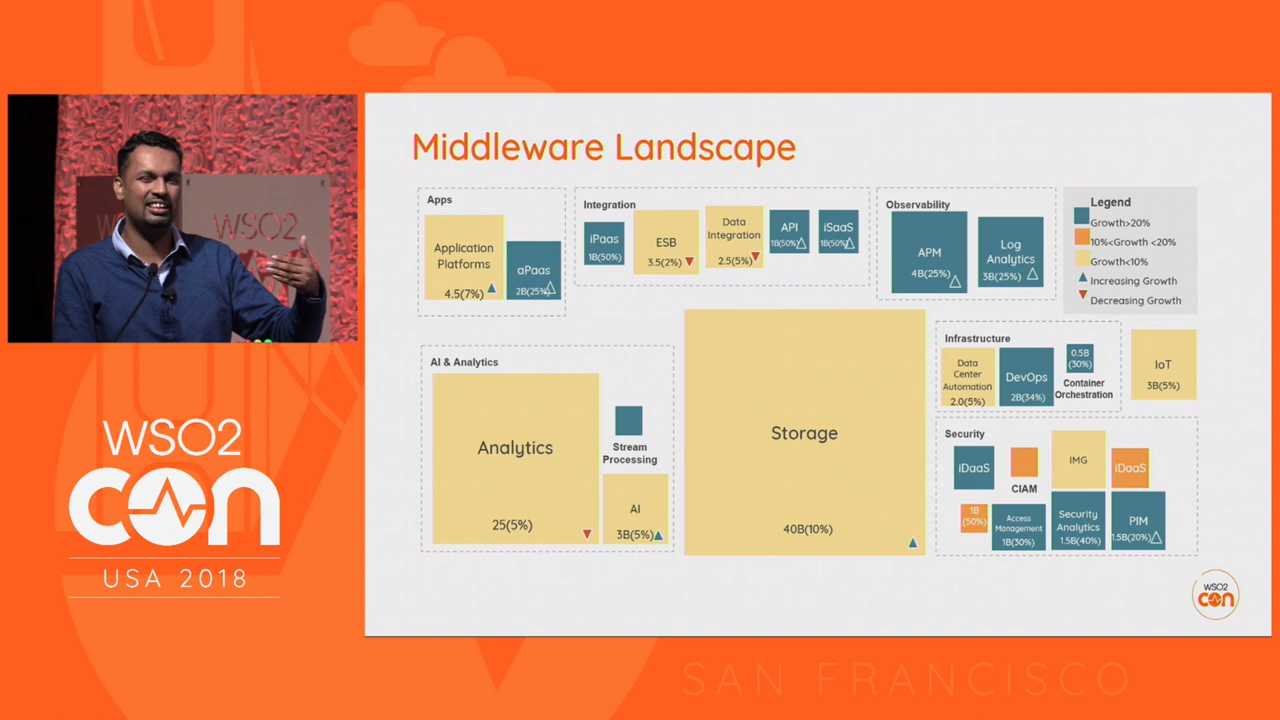 Middleware Landscape
Apps
Application
Platforms
4.5(7%)
aPaas
2B(25%)
Integration
iPaas
1B(50%)
ESB
3.5(2%)
Data
Integration
2.5(5%)
API
1B(50%)
iSaaS
1B(50%)
Observability
APM
4B(25%)
Log
Analytics
3B(25%)
Legend
Growth>20%
10%<Growth <20%
Growth<10%
Increasing Growth
Decreasing Growth
AI & Analytics
Analytics
25(5%)
Stream
Processing
AI
3B(5%)
Storage
40B(10%)
Infrastructure
Data
Center
Automation
2.0(5%)
DevOps
2B(34%)
0.5B
(30%)
Container
Orchestration
IoT
3B(5%)
Security
iDaaS
CIAM
IMG
iDaaS
1B
(50%)
Access
Management
1B(30%)
Security
Analytics
1.5B(40%)
PIM
1.5B(20%)
WSO2
con
WSO2
WSO2
WSO2
con
USA 2018
SAN FRANCISCO